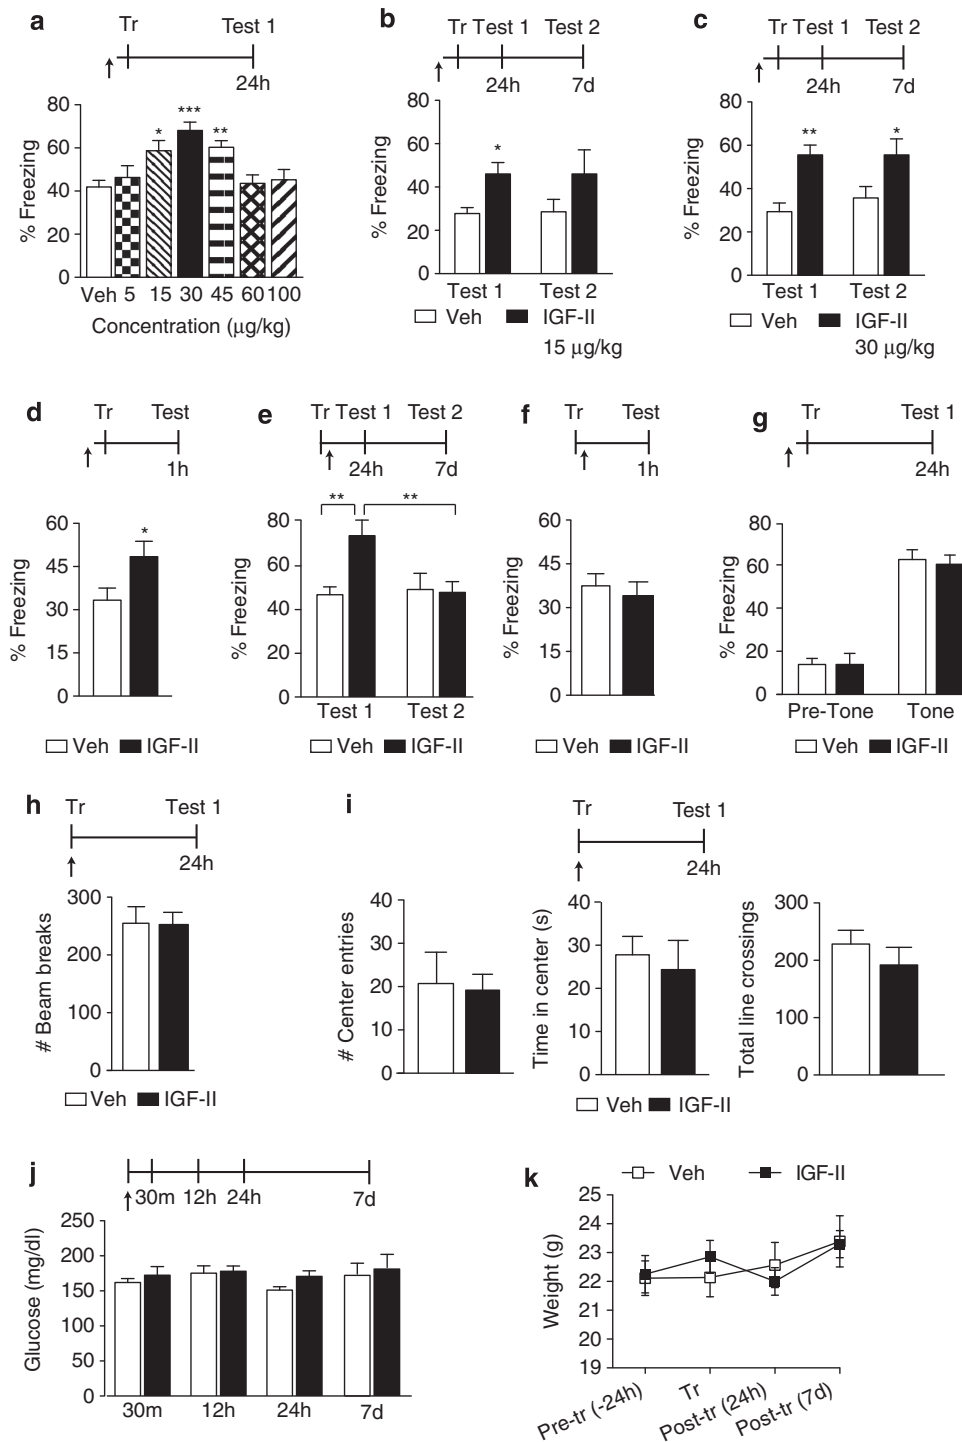 a
Tr Test 1
24h
*** 
* **
% Freezing
80
60
40
20
0
Veh 5 15 30 45 60 100
Concentration (μg/kg)
b
Tr Test 1 Test 2
24h 7d
*
% Freezing
80
60
40
20
0
Test 1 Test 2
Veh IGF-II
15 μg/kg
c
Tr Test 1 Test 2
24h 7d
** *
% Freezing
80
60
40
20
0
Test 1 Test 2
Veh IGF-II
30 μg/kg
d
Tr Test
1h
*
% Freezing
60
45
30
15
0
Veh IGF-II
e
Tr Test 1 Test 2
24h 7d
** **
% Freezing
80
60
40
20
0
Test 1 Test 2
Veh IGF-II
f
Tr Test
1h
% Freezing
60
45
30
15
0
Veh IGF-II
g
Tr Test 1
24h
% Freezing
80
60
40
20
0
Pre-Tone Tone
Veh IGF-II
h
Tr Test 1
24h
# Beam breaks
300
200
100
0
Veh IGF-II
i
Tr Test 1
24h
# Center entries
40
30
20
10
0
Time in center (s)
40
30
20
10
0
Total line crossings
300
200
100
0
Veh IGF-II
j
30m 12h 24h 7d
Glucose (mg/dl)
250
200
150
100
50
0
30m 12h 24h 7d
k
Veh IGF-II
Weight (g)
25
23
22
21
20
19
Pre-tr (-24h)
Tr
Post-tr (24h)
Post-tr (7d)